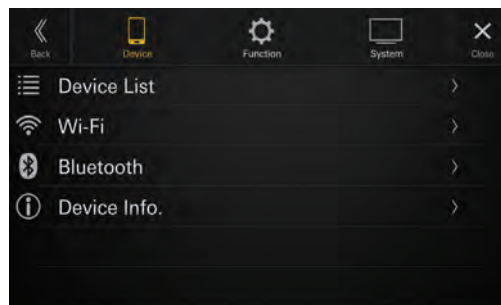 Back Device Function System Close
Device List
Wi-Fi
Bluetooth
Device Info.